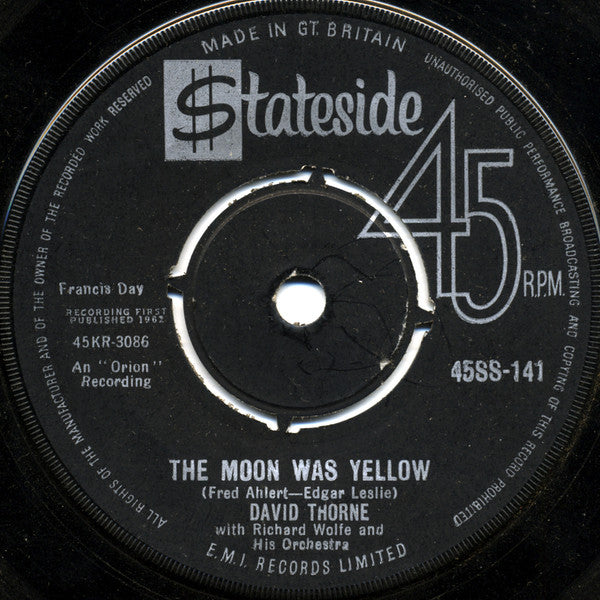 MADE IN GT. BRITAIN
UNAUTHORISED PUBLIC PERFORMANCE BROADCASTING AND COPYING OF THIS RECORD PROHIBITED
ALL RIGHTS OF THE MANUFACTURER AND OF THE OWNER OF THE RECORDED WORK RESERVED
$tateside
45
R.P.M.
Francis Day
RECORDING FIRST
PUBLISHED 1962
45KR-3086
An "Orion"
Recording
45SS-141
THE MOON WAS YELLOW
(Fred Ahlert—Edgar Leslie)
DAVID THORNE
with Richard Wolfe and
His Orchestra
E.M.I. RECORDS LIMITED